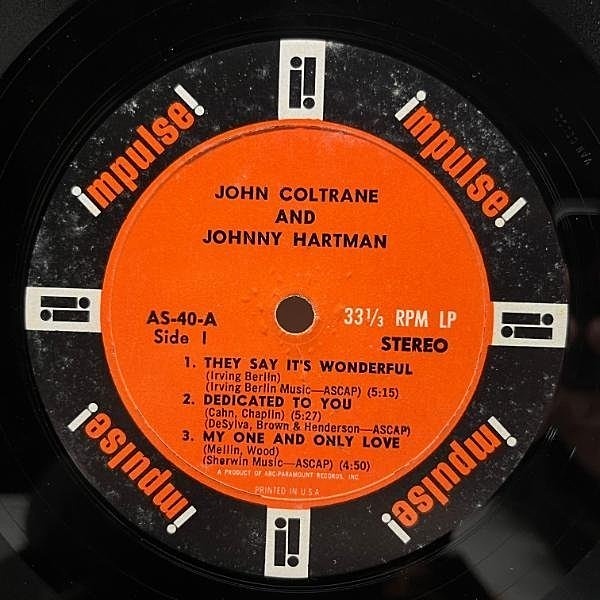 impulse!
impulse!
JOHN COLTRANE
AND
JOHNNY HARTMAN
AS-40-A
Side 1
33⅓ RPM LP
STEREO
1. THEY SAY IT'S WONDERFUL
(Irving Berlin)
(Irving Berlin Music—ASCAP) (5:15)
2. DEDICATED TO YOU
(Cahn, Chaplin) (5:27)
(DeSylva, Brown & Henderson—ASCAP)
3. MY ONE AND ONLY LOVE
(Mellin, Wood)
(Sherwin Music—ASCAP) (4:50)
A PRODUCT OF ABC-PARAMOUNT RECORDS, INC.
PRINTED IN U.S.A
impulse!
impulse!